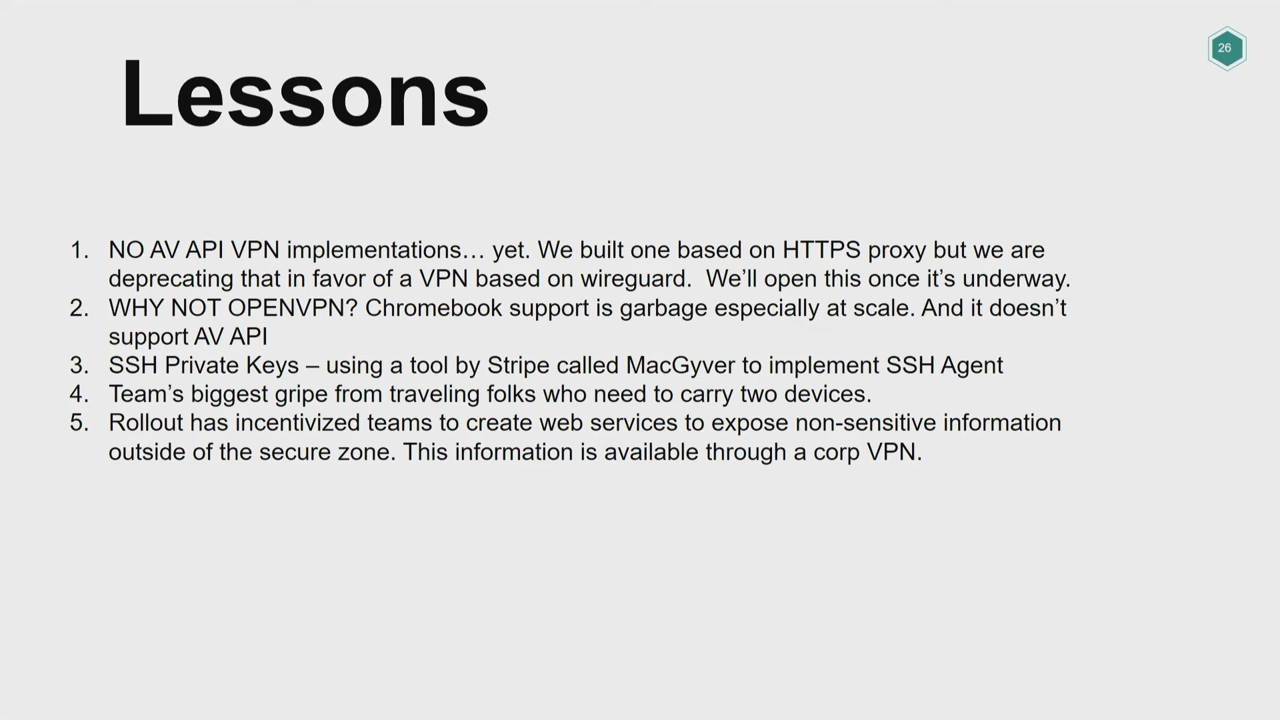 26
Lessons
1. NO AV API VPN implementations… yet. We built one based on HTTPS proxy but we are
deprecating that in favor of a VPN based on wireguard.  We’ll open this once it’s underway.
2. WHY NOT OPENVPN? Chromebook support is garbage especially at scale. And it doesn’t
support AV API
3. SSH Private Keys – using a tool by Stripe called MacGyver to implement SSH Agent
4. Team’s biggest gripe from traveling folks who need to carry two devices.
5. Rollout has incentivized teams to create web services to expose non-sensitive information
outside of the secure zone. This information is available through a corp VPN.